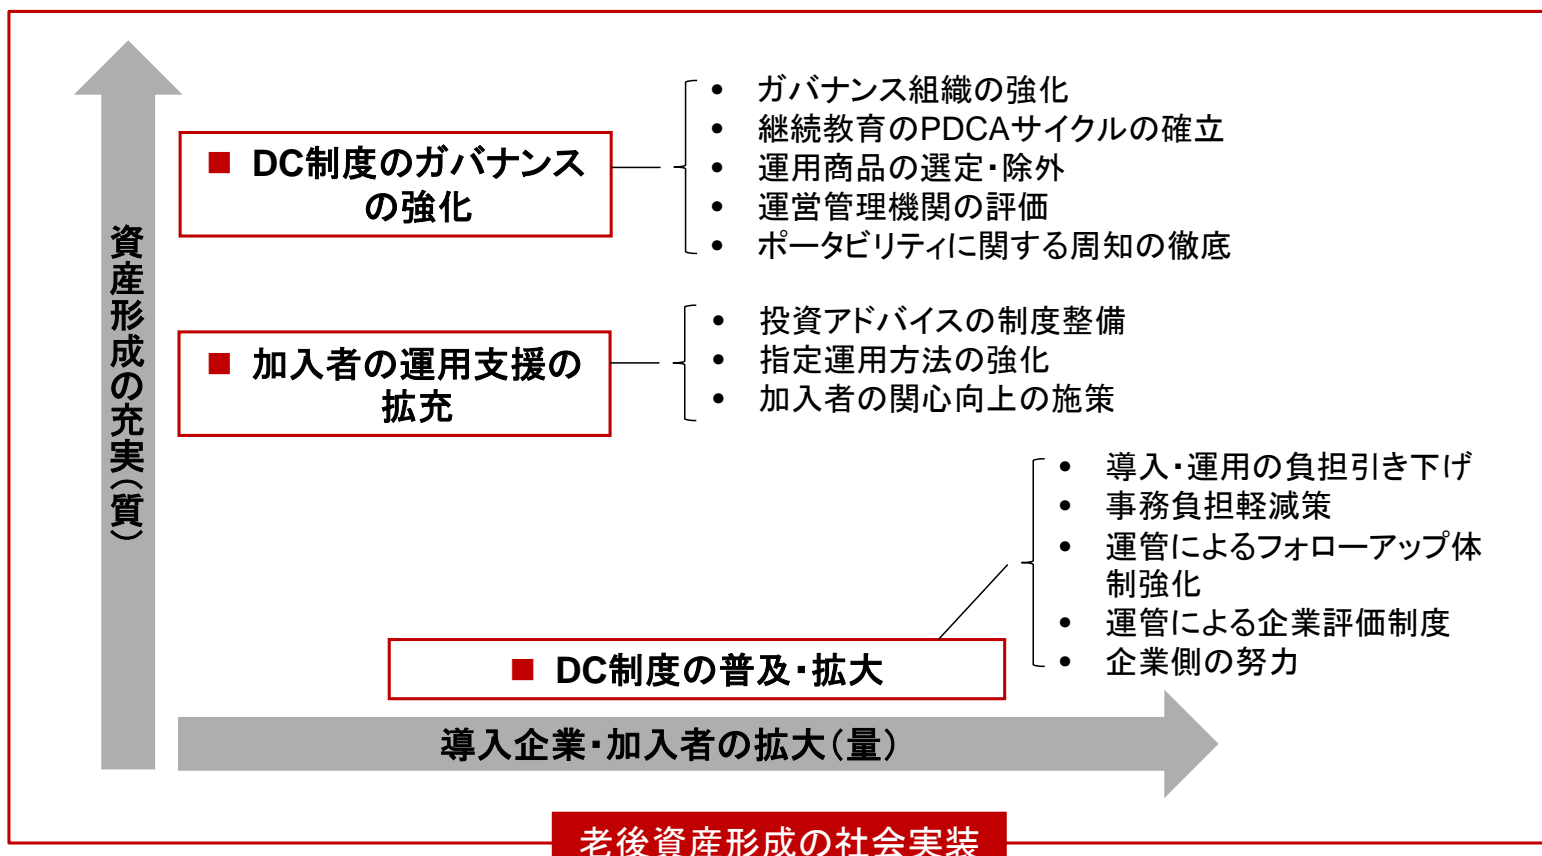 資産形成の充実(質)
■ DC制度のガバナンス
の強化
• ガバナンス組織の強化
• 継続教育のPDCAサイクルの確立
• 運用商品の選定・除外
• 運営管理機関の評価
• ポータビリティに関する周知の徹底
■ 加入者の運用支援の
拡充
• 投資アドバイスの制度整備
• 指定運用方法の強化
• 加入者の関心向上の施策
■ DC制度の普及・拡大
• 導入・運用の負担引き下げ
• 事務負担軽減策
• 運管によるフォローアップ体
制強化
• 運管による企業評価制度
• 企業側の努力
導入企業・加入者の拡大(量)
老後資産形成の社会実装